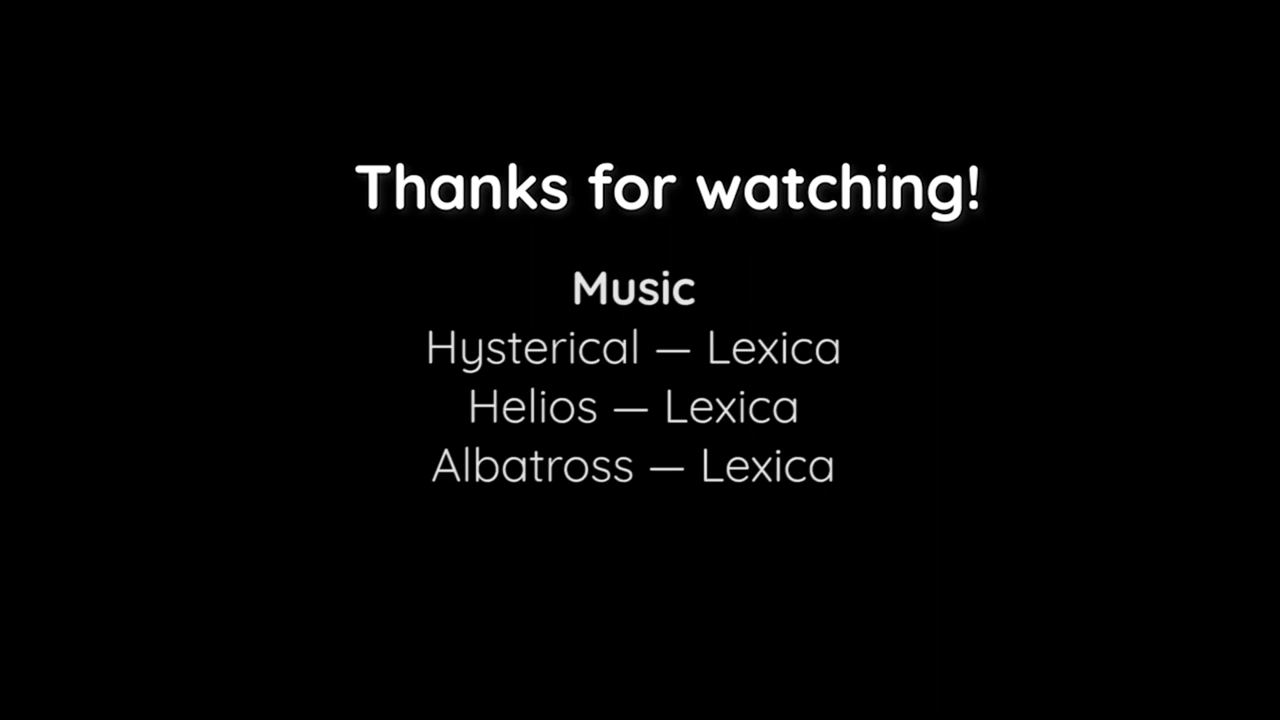 Thanks for watching!
Music
Hysterical — Lexica
Helios — Lexica
Albatross — Lexica